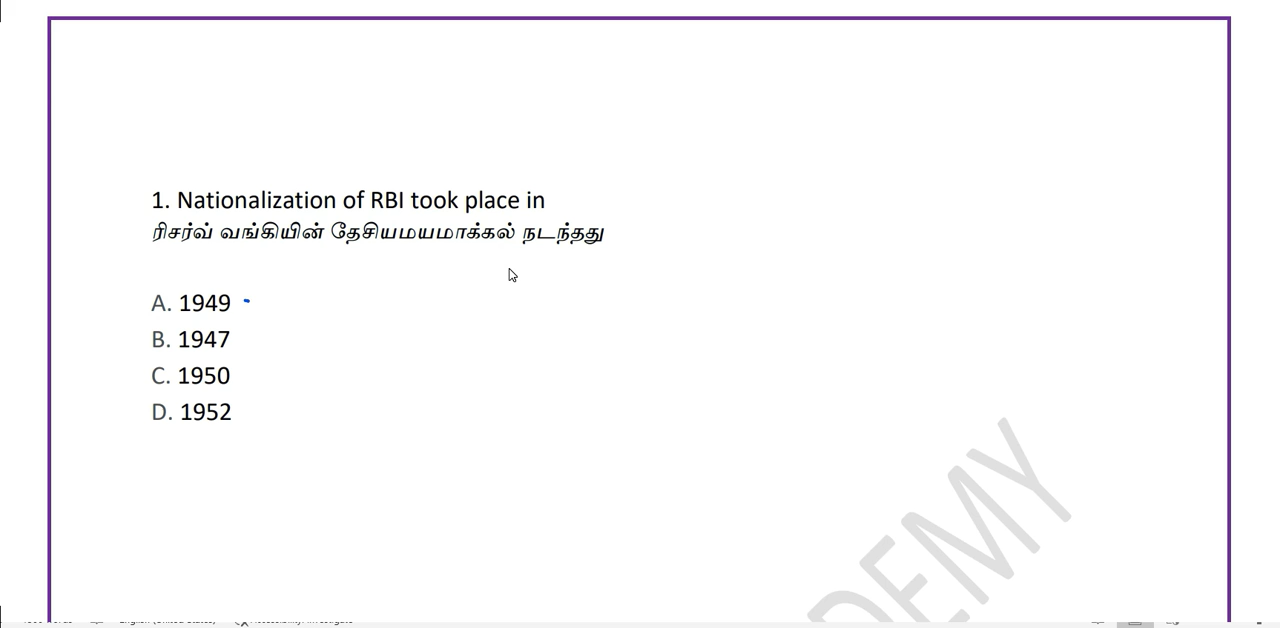 1. Nationalization of RBI took place in
ரிசர்வ் வங்கியின் தேசியமயமாக்கல் நடந்தது
A. 1949
B. 1947
C. 1950
D. 1952
DEMY